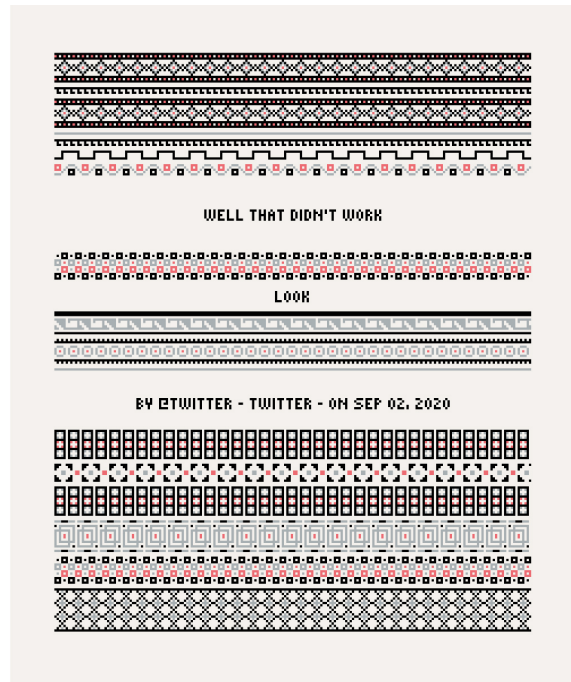 WELL THAT DIDN'T WORK
LOOK
BY @TWITTER - TWITTER - ON SEP 02, 2020